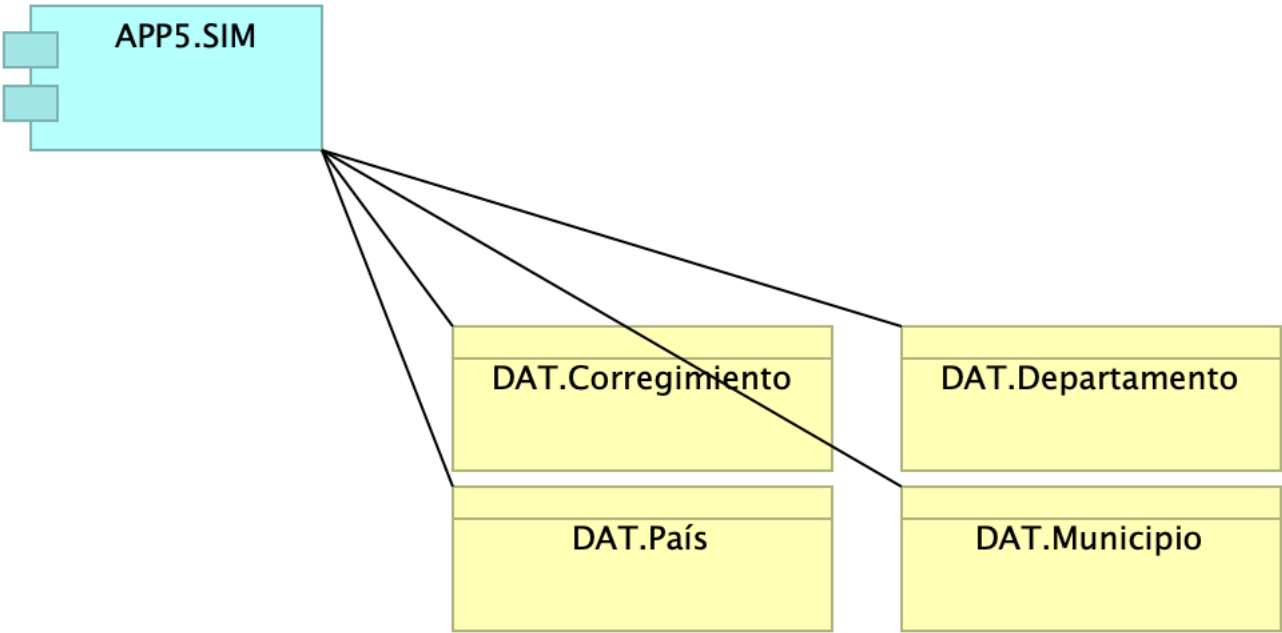 APP5.SIM
DAT.Corregimiento
DAT.Departamento
DAT.País
DAT.Municipio